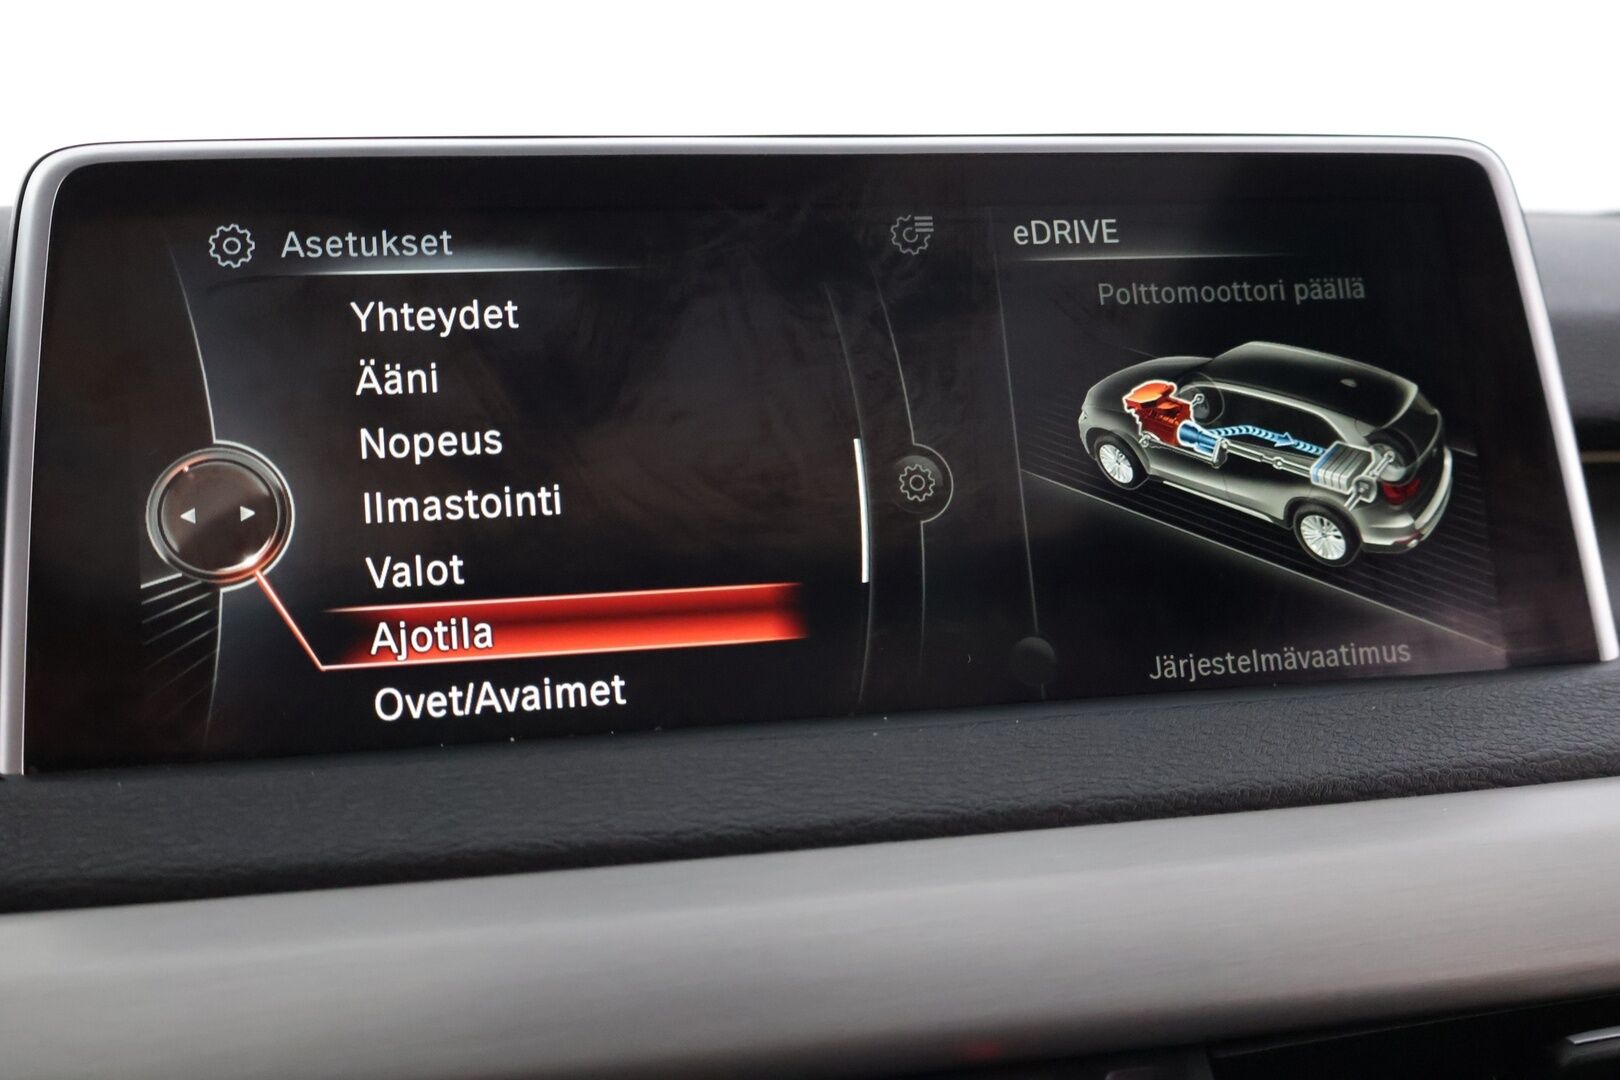 Asetukset
Yhteydet
Ääni
Nopeus
Ilmastointi
Valot
Ajotila
Ovet/Avaimet
eDRIVE
Polttomoottori päällä
Järjestelmävaatimus